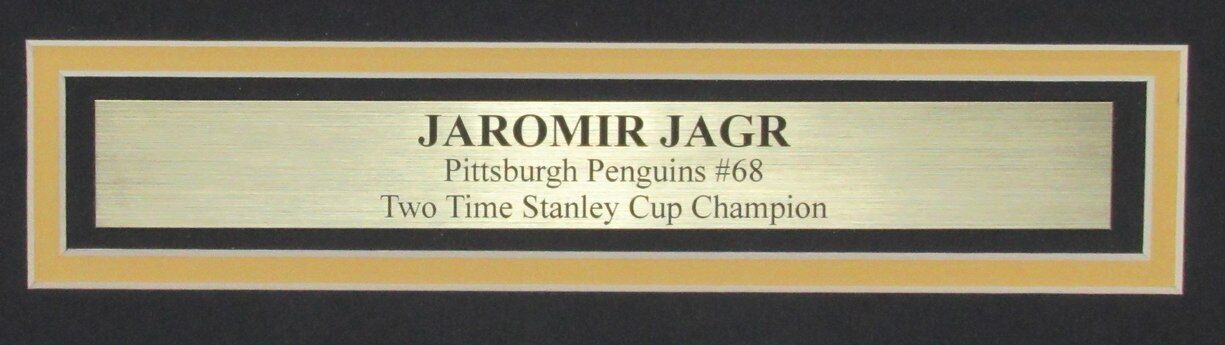 JAROMIR JAGR
Pittsburgh Penguins #68
Two Time Stanley Cup Champion